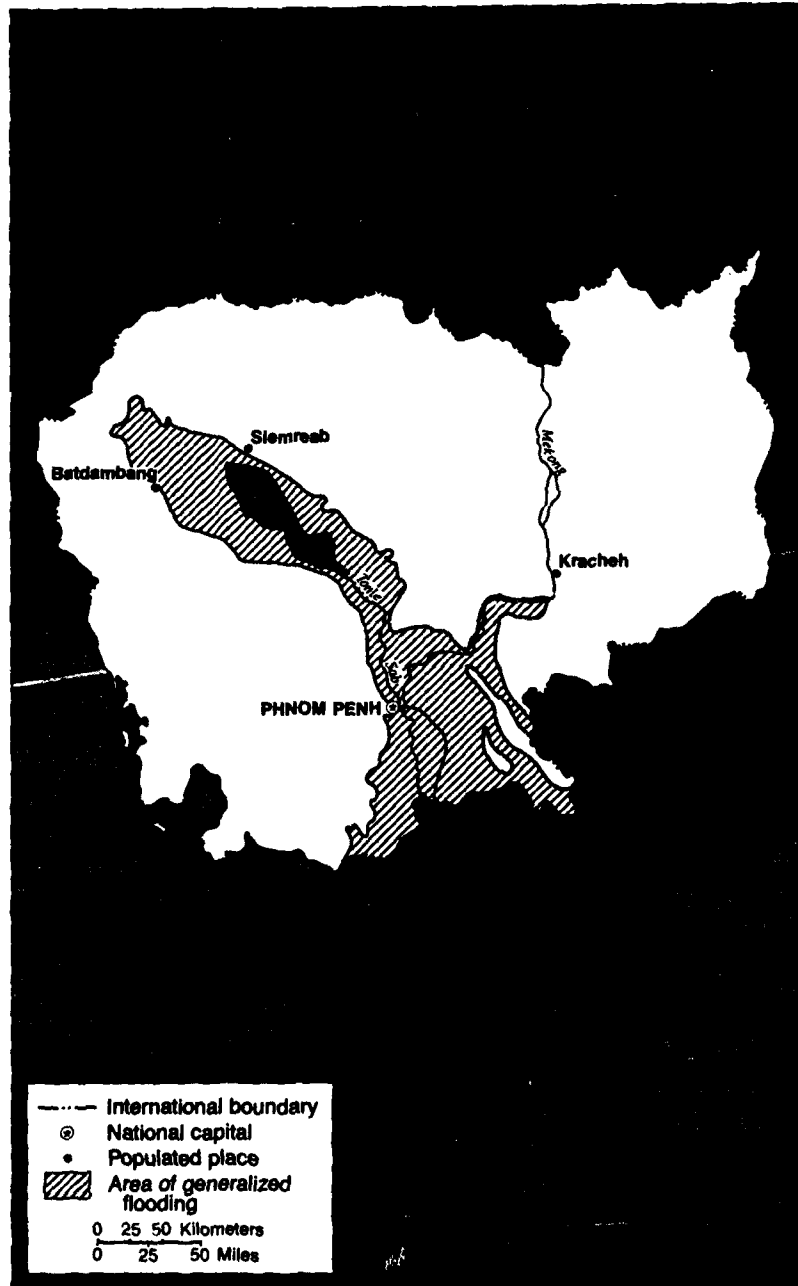 Siemreab
Batdambang
Mekong
Kracheh
Tonle
Sab
PHNOM PENH
International boundary
National capital
Populated place
Area of generalized
flooding
0 25 50 Kilometers
0 25 50 Miles